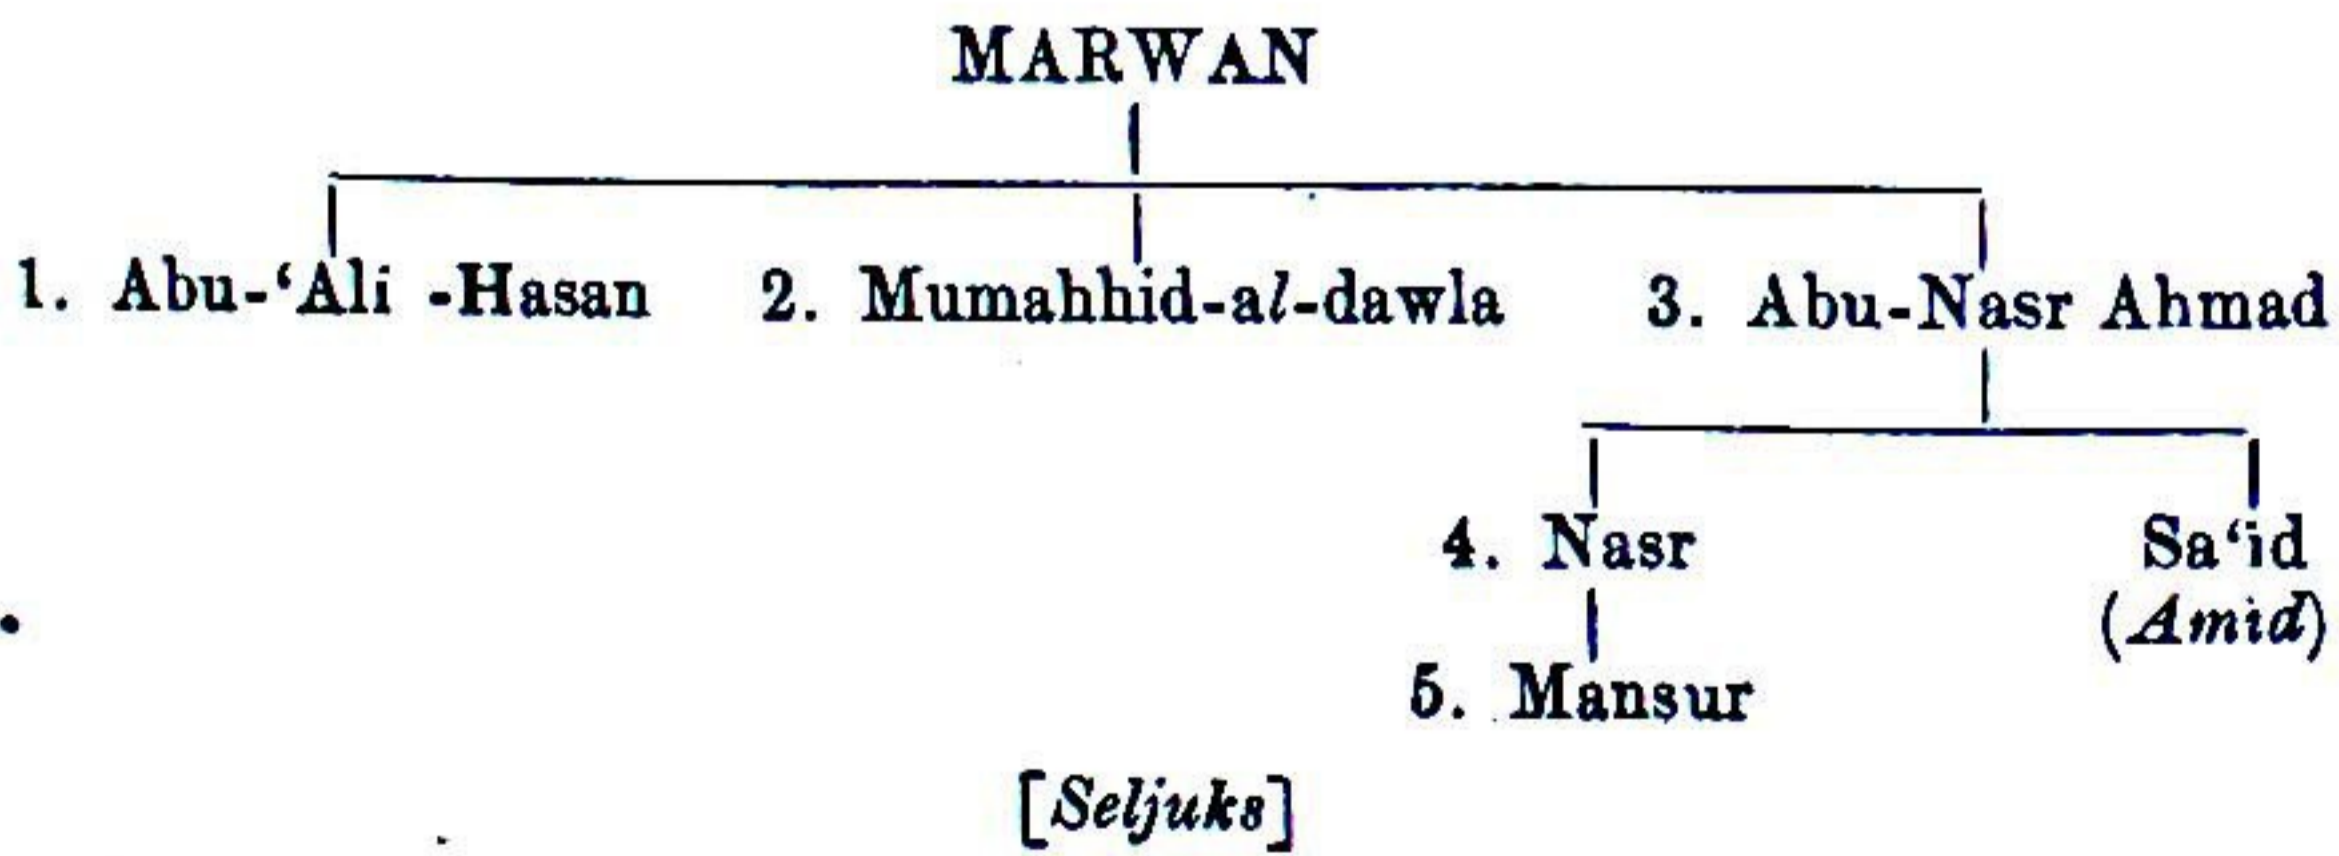 MARWAN
1. Abu-‘Ali -Hasan 2. Mumahhid-al-dawla 3. Abu-Nasr Ahmad
4. Nasr Sa‘id
(Amid)
5. Mansur
[Seljuks]